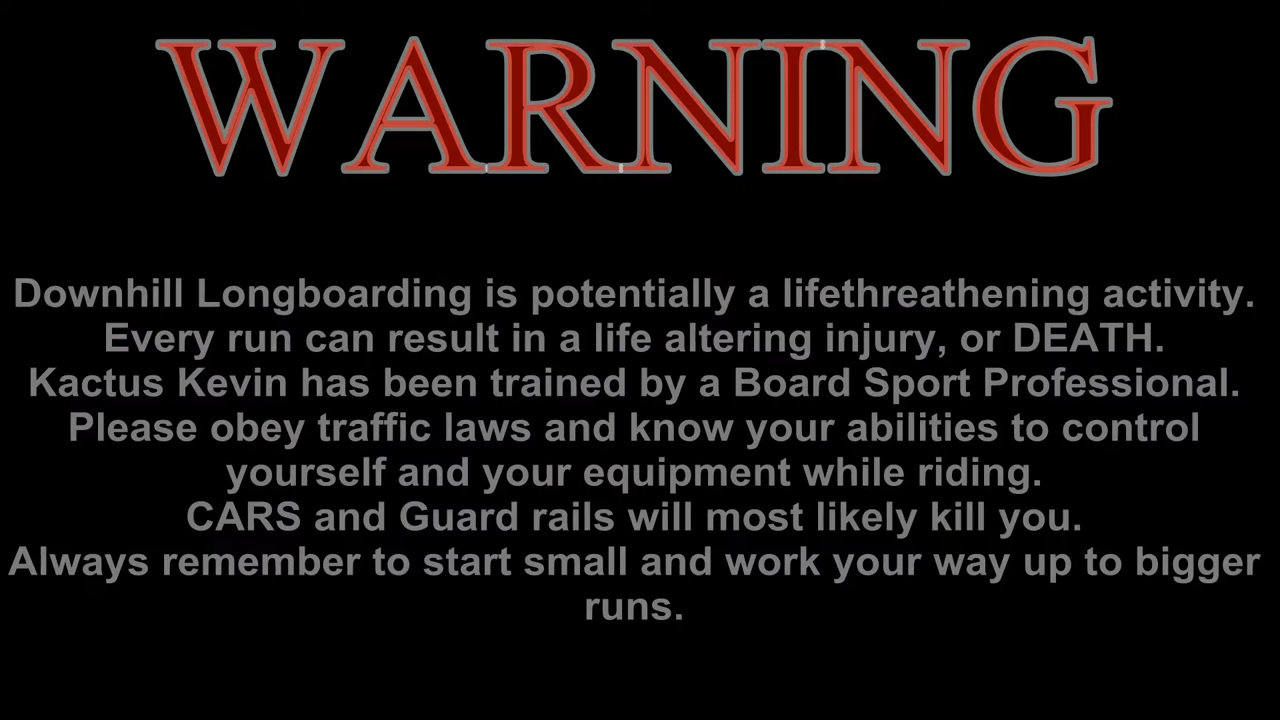 WARNING
Downhill Longboarding is potentially a lifethreathening activity.
Every run can result in a life altering injury, or DEATH.
Kactus Kevin has been trained by a Board Sport Professional.
Please obey traffic laws and know your abilities to control
yourself and your equipment while riding.
CARS and Guard rails will most likely kill you.
Always remember to start small and work your way up to bigger
runs.